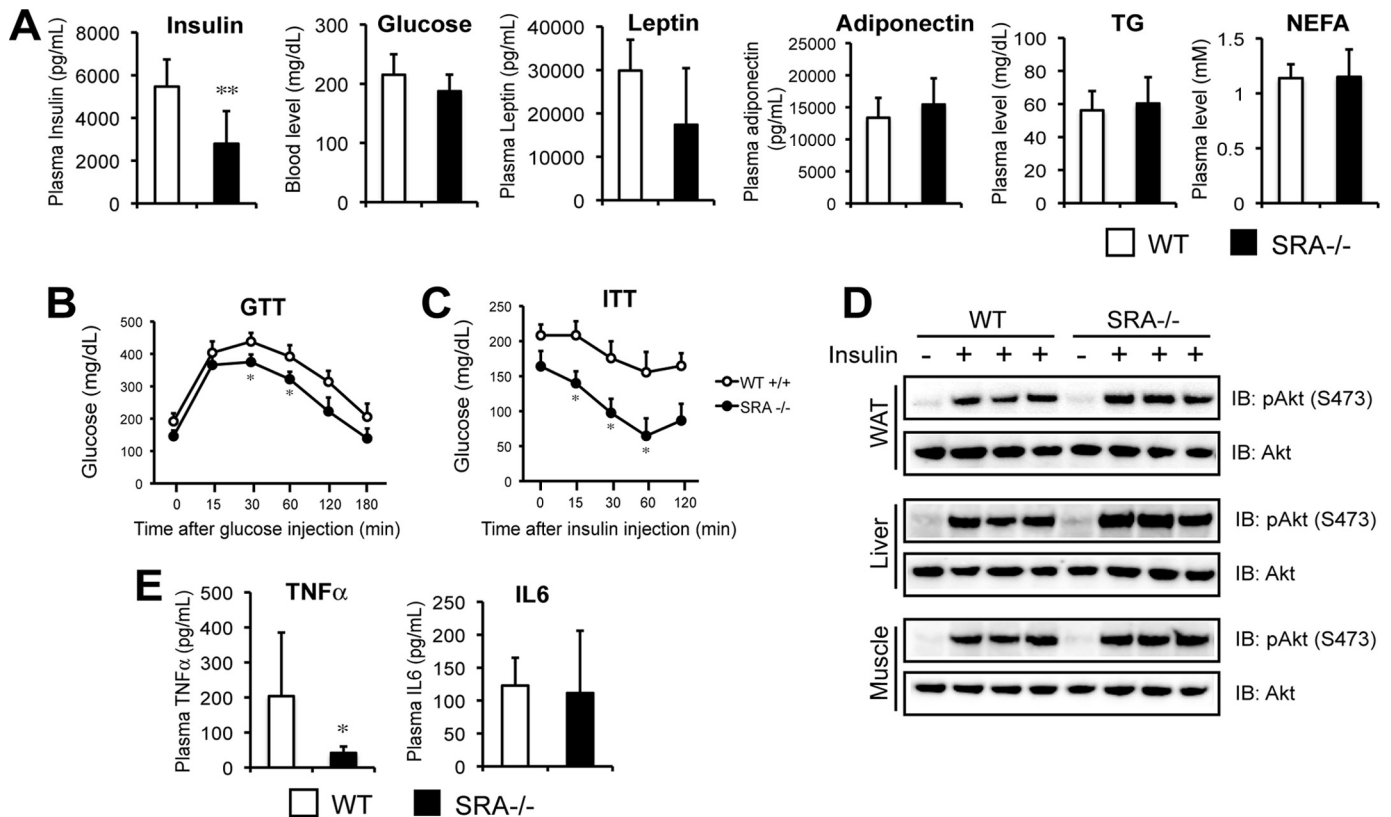 A
Insulin
Plasma Insulin (pg/mL)
8000
6000
4000
2000
0
**
Glucose
Blood level (mg/dL)
300
200
100
0
Leptin
Plasma Leptin (pg/mL)
40000
30000
20000
10000
0
Adiponectin
Plasma adiponectin
(pg/mL)
25000
20000
15000
10000
5000
0
TG
Plasma level (mg/dL)
100
80
60
40
20
0
NEFA
Plasma level (mM)
1.5
1
0.5
0
WT
SRA-/-
B
GTT
Glucose (mg/dL)
500
400
300
200
100
0 15 30 60 120 180
* *
Time after glucose injection (min)
C
ITT
Glucose (mg/dL)
250
200
150
100
50
0
0 15 30 60 120
* * *
Time after insulin injection (min)
WT +/+
SRA -/-
D
WT SRA-/-
Insulin - + + + - + + +
WAT
IB: pAkt (S473)
IB: Akt
Liver
IB: pAkt (S473)
IB: Akt
Muscle
IB: pAkt (S473)
IB: Akt
E
TNFα
Plasma TNFα (pg/mL)
500
400
300
200
100
0
*
IL6
Plasma IL6 (pg/mL)
250
200
150
100
50
0
WT
SRA-/-